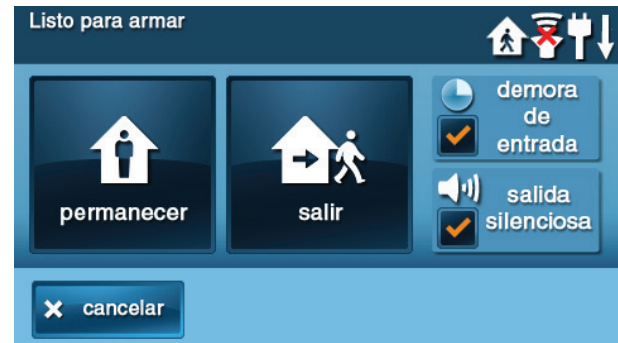 Listo para armar
permanecer
salir
demora
de
entrada
salida
silenciosa
cancelar